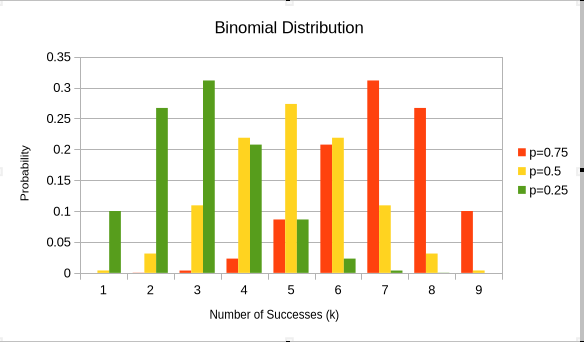 Binomial Distribution
0.35
0.3
0.25
0.2
0.15
0.1
0.05
0
Probability
1 2 3 4 5 6 7 8 9
Number of Successes (k)
p=0.75
p=0.5
p=0.25